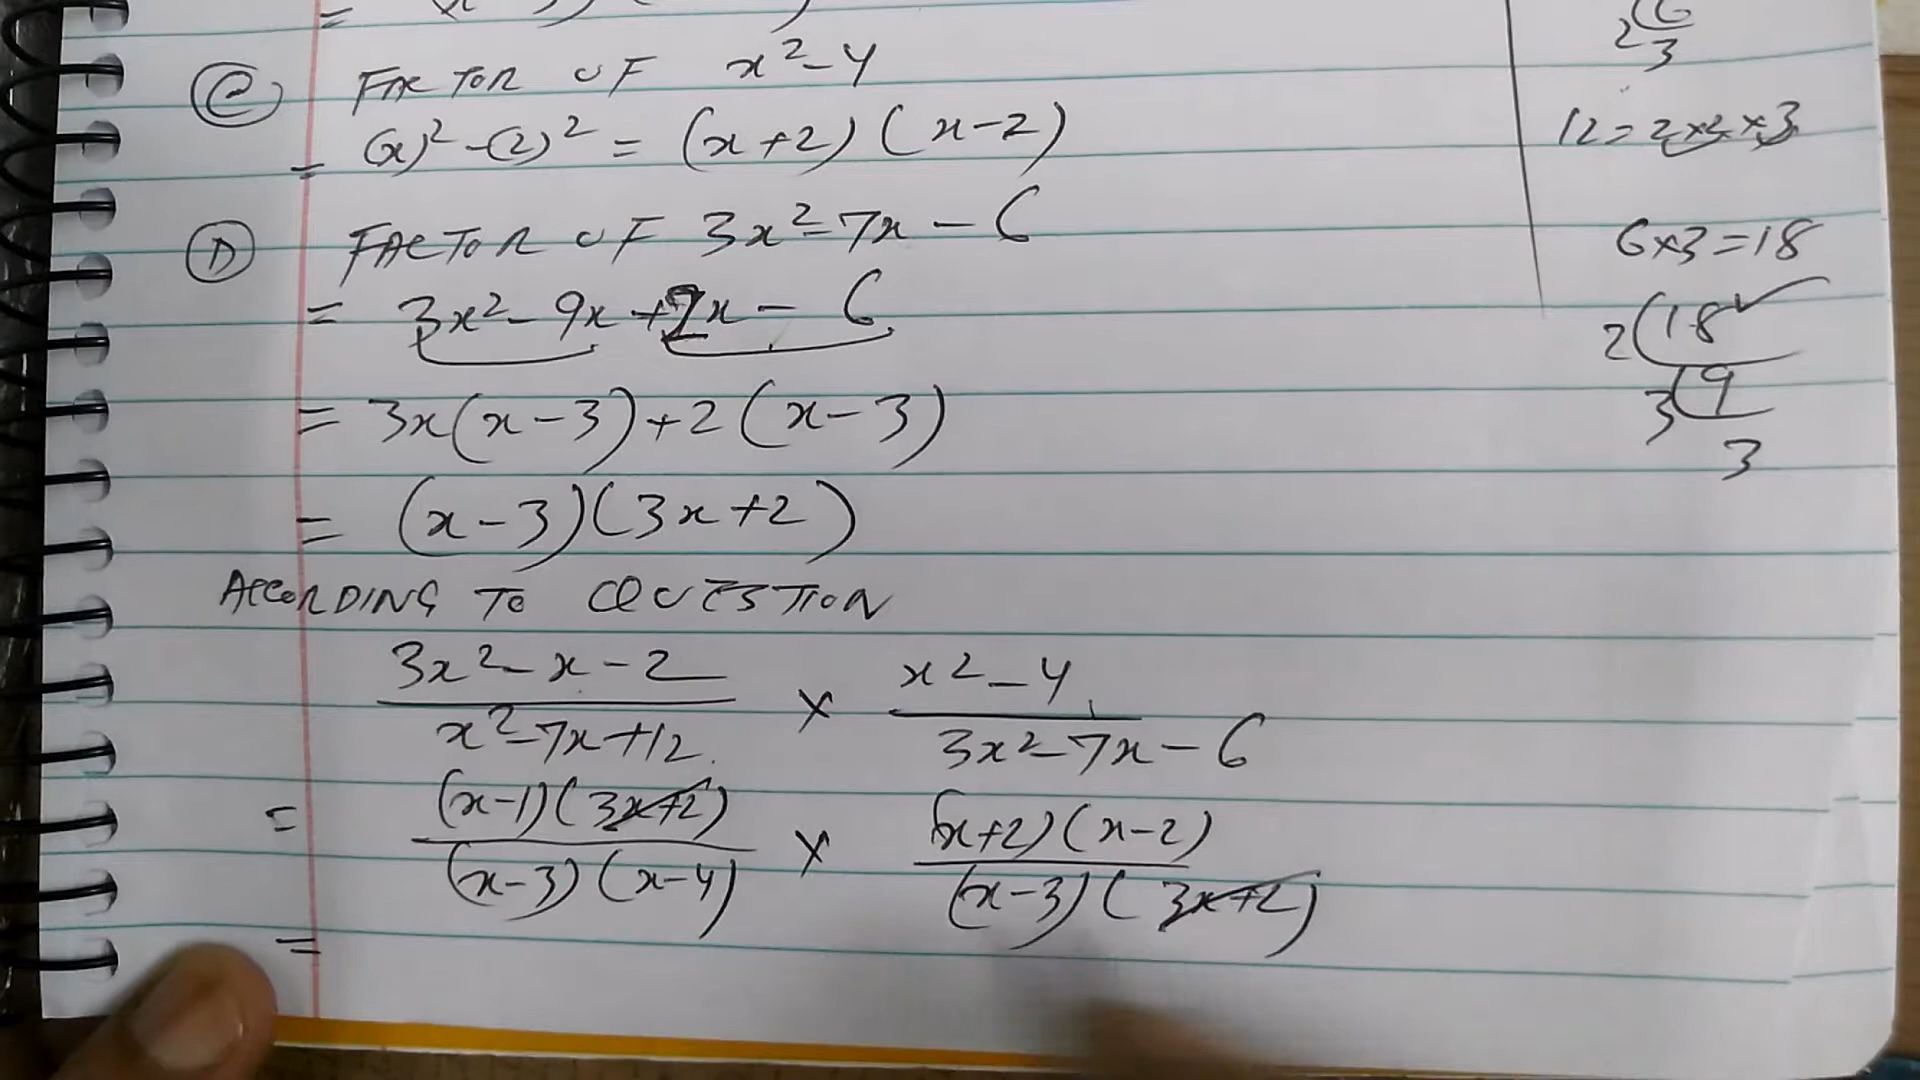 Ⓒ FACTOR OF x²-4
= (x)²-(2)² = (x+2)(x-2)
Ⓓ FACTOR OF 3x²-7x-6
= 3x²-9x+2x-6
= 3x(x-3)+2(x-3)
= (x-3)(3x+2)
ACCORDING TO QUESTION
3x²-x-2 / x²-7x+12 × x²-4 / 3x²-7x-6
= (x-1)(3x+2) / (x-3)(x-4) × (x+2)(x-2) / (x-3)(3x+2)
=
2(6
3
12=2×2×3
6×3=18
2(18
3(9
3